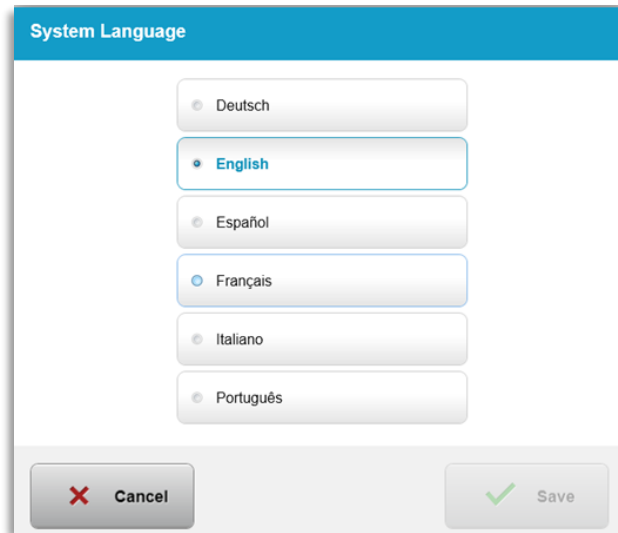 System Language
Deutsch
English
Español
Français
Italiano
Português
Cancel
Save